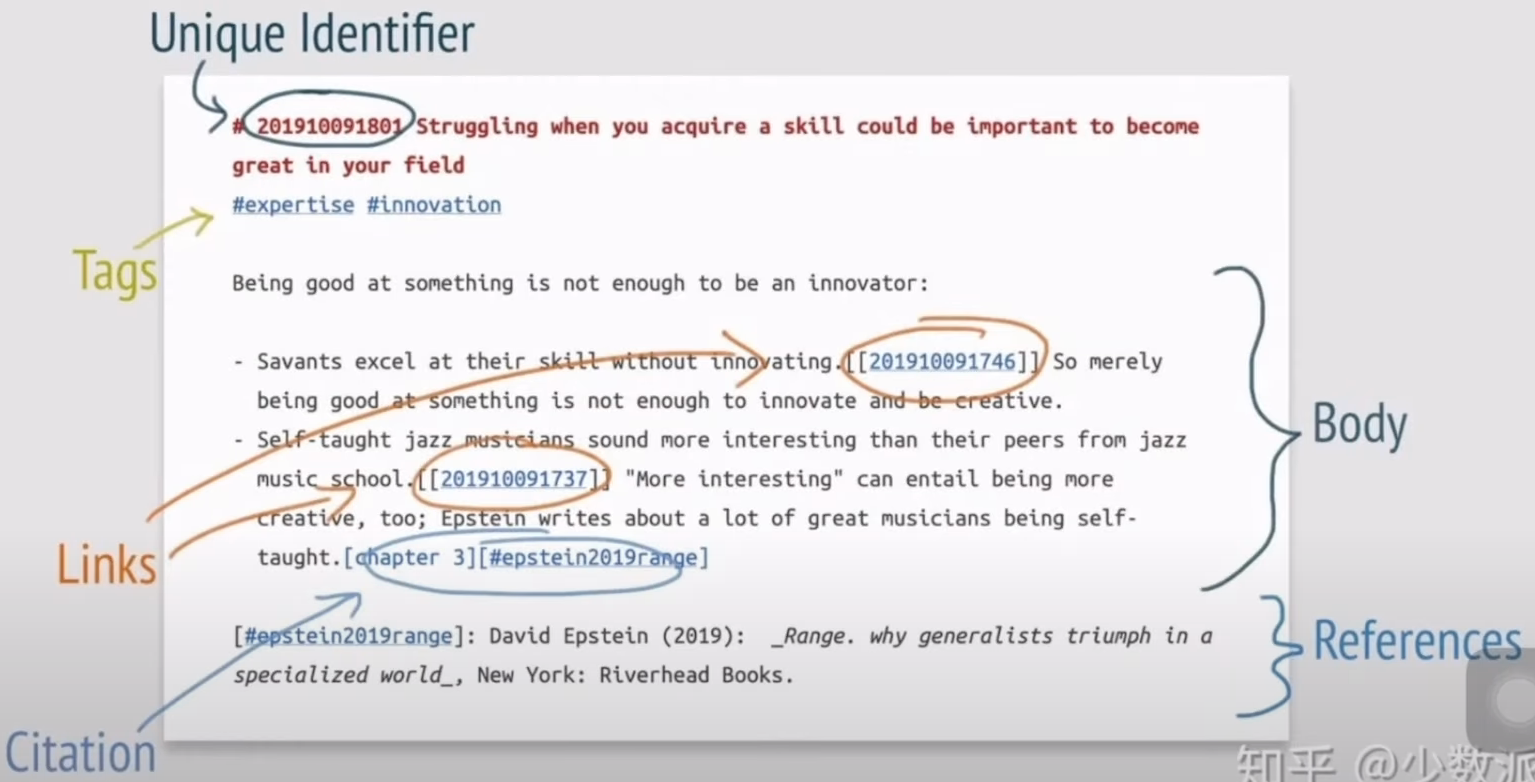 Unique Identifier
# 201910091801 Struggling when you acquire a skill could be important to become
great in your field
#expertise #innovation
Tags
Being good at something is not enough to be an innovator:
- Savants excel at their skill without innovating.[[201910091746]] So merely
being good at something is not enough to innovate and be creative.
- Self-taught jazz musicians sound more interesting than their peers from jazz
music school.[[201910091737]] "More interesting" can entail being more
creative, too; Epstein writes about a lot of great musicians being self-
taught.[chapter 3][#epstein2019range]
Body
Links
[#epstein2019range]: David Epstein (2019): _Range. why generalists triumph in a
specialized world_, New York: Riverhead Books.
References
Citation
知乎 @少数派